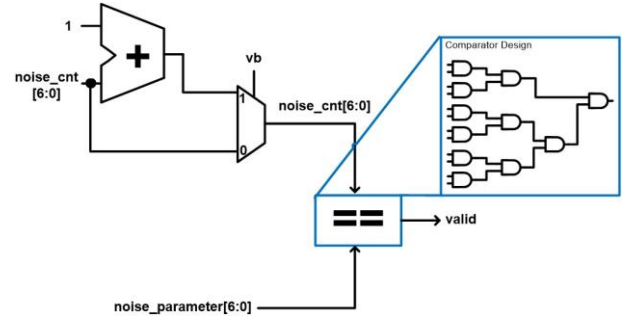 Comparator Design
1
+
vb
noise_cnt
[6:0]
1
noise_cnt[6:0]
0
==
valid
noise_parameter[6:0]